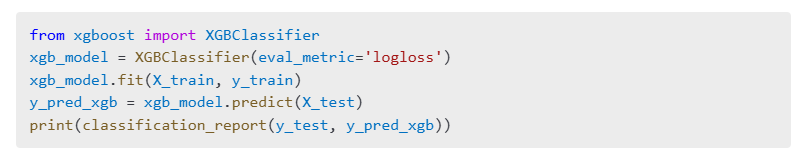 from xgboost import XGBClassifier
xgb_model = XGBClassifier(eval_metric='logloss')
xgb_model.fit(X_train, y_train)
y_pred_xgb = xgb_model.predict(X_test)
print(classification_report(y_test, y_pred_xgb))